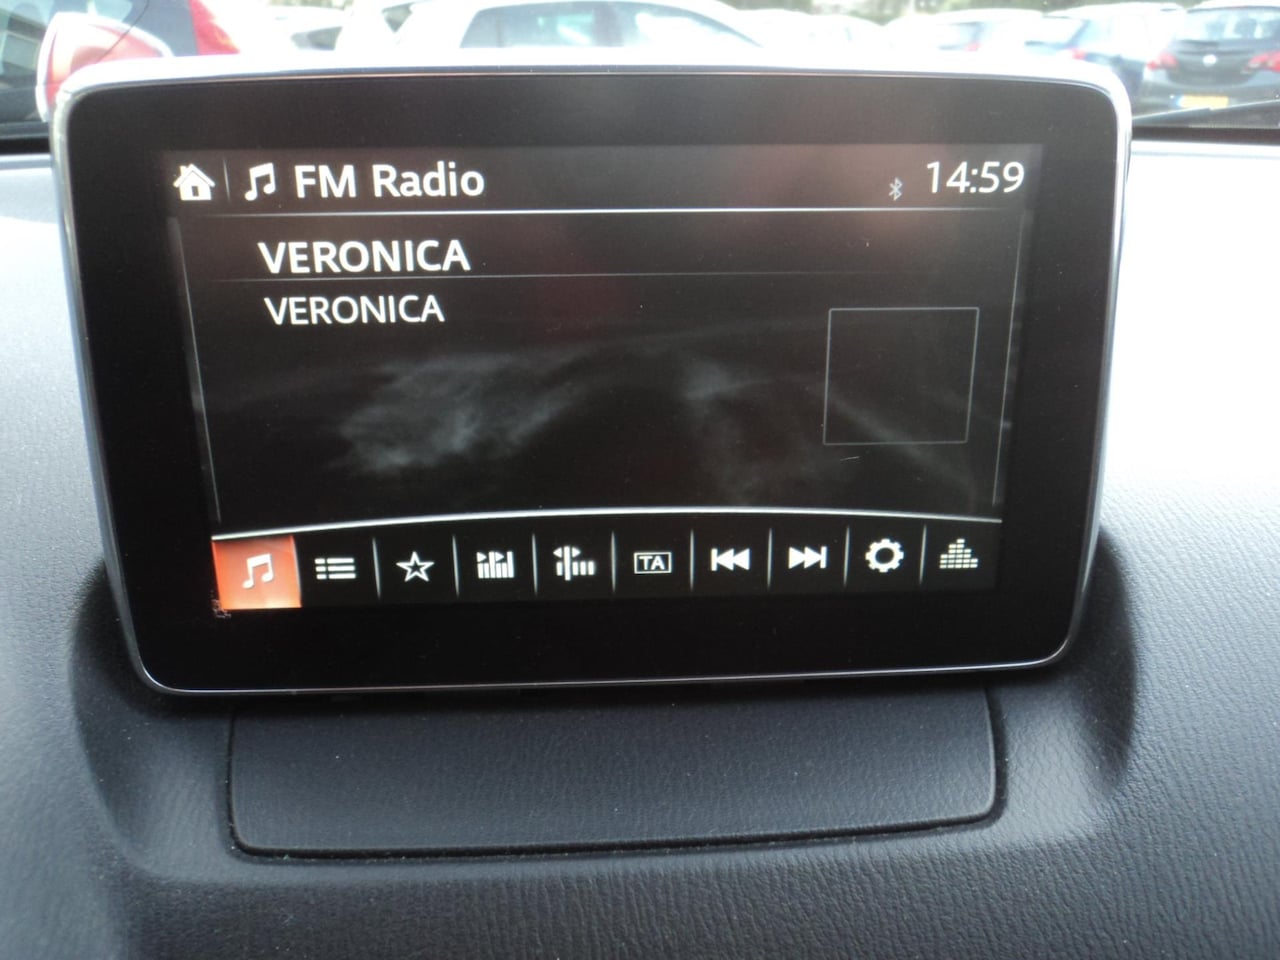 FM Radio 14:59
VERONICA
VERONICA
TA